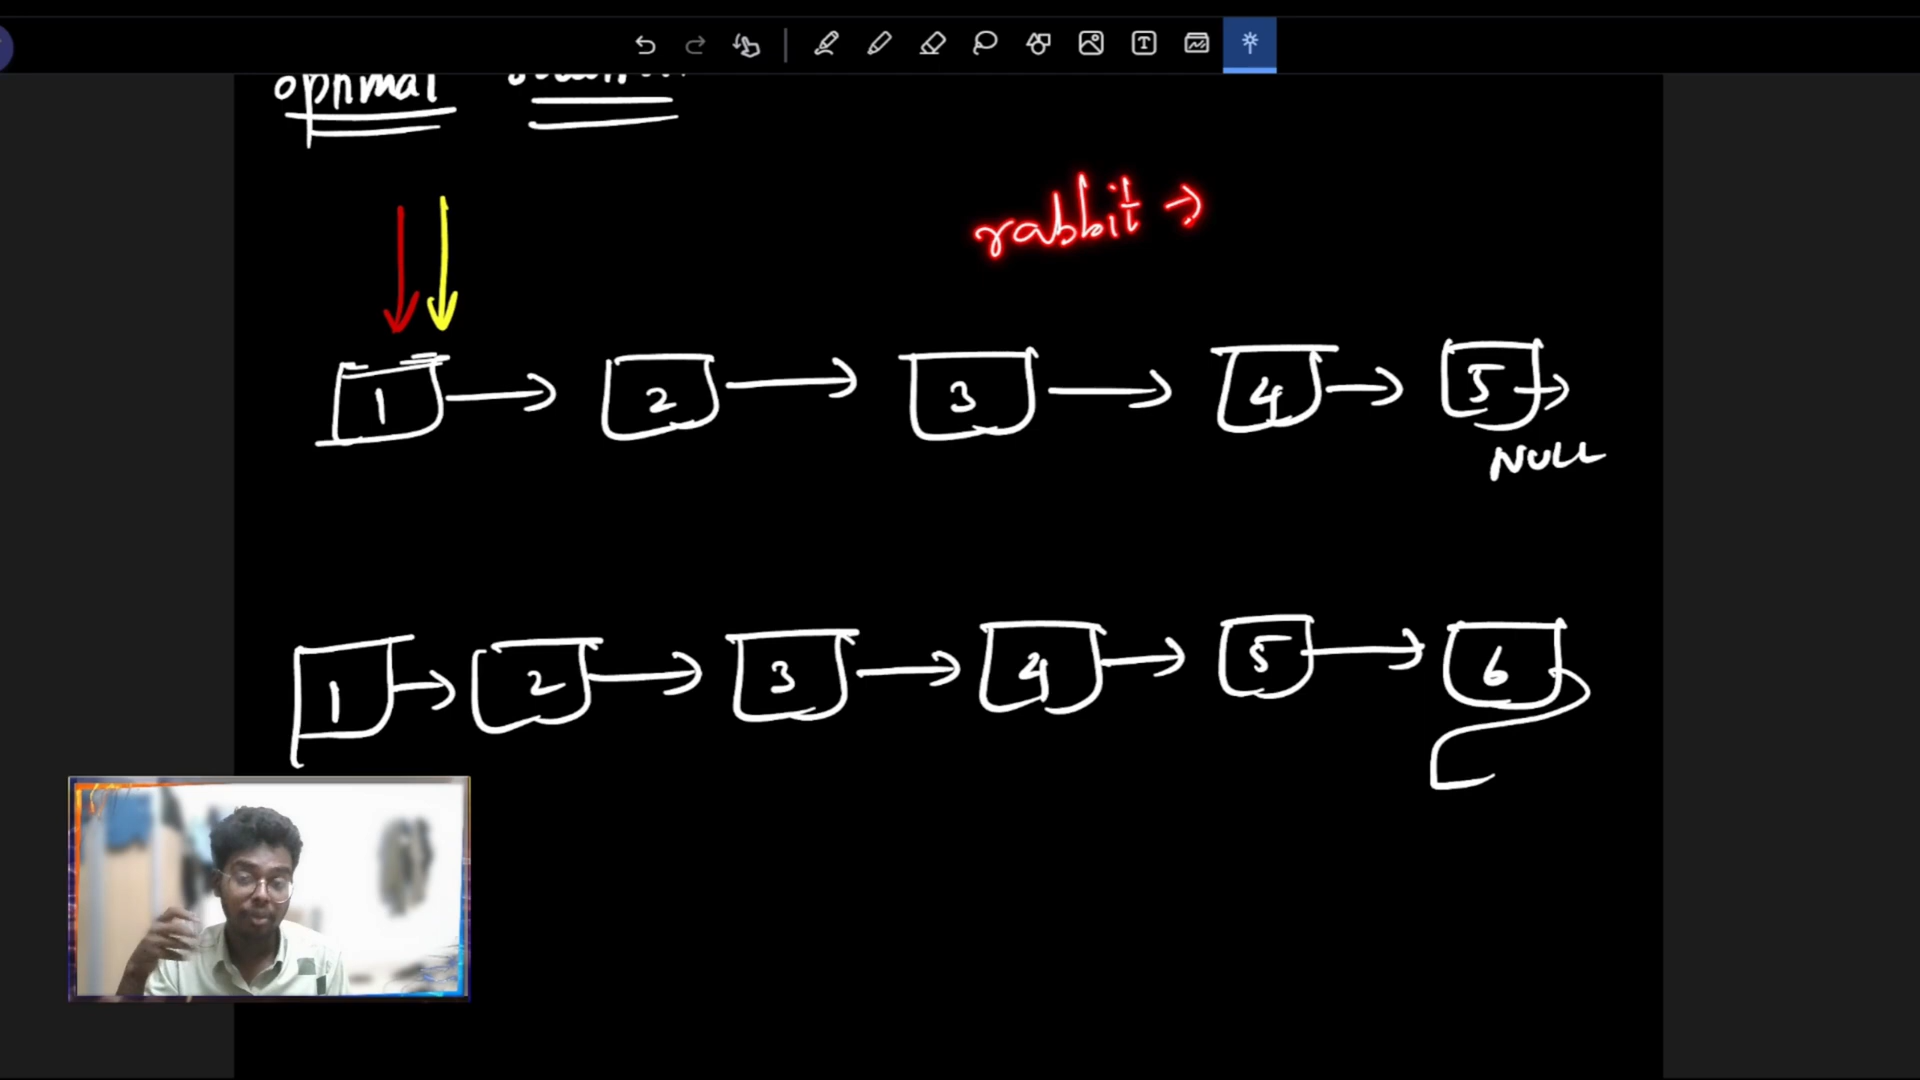 optimal
rabbit →
1 → 2 → 3 → 4 → 5 →
NULL
1 → 2 → 3 → 4 → 5 → 6